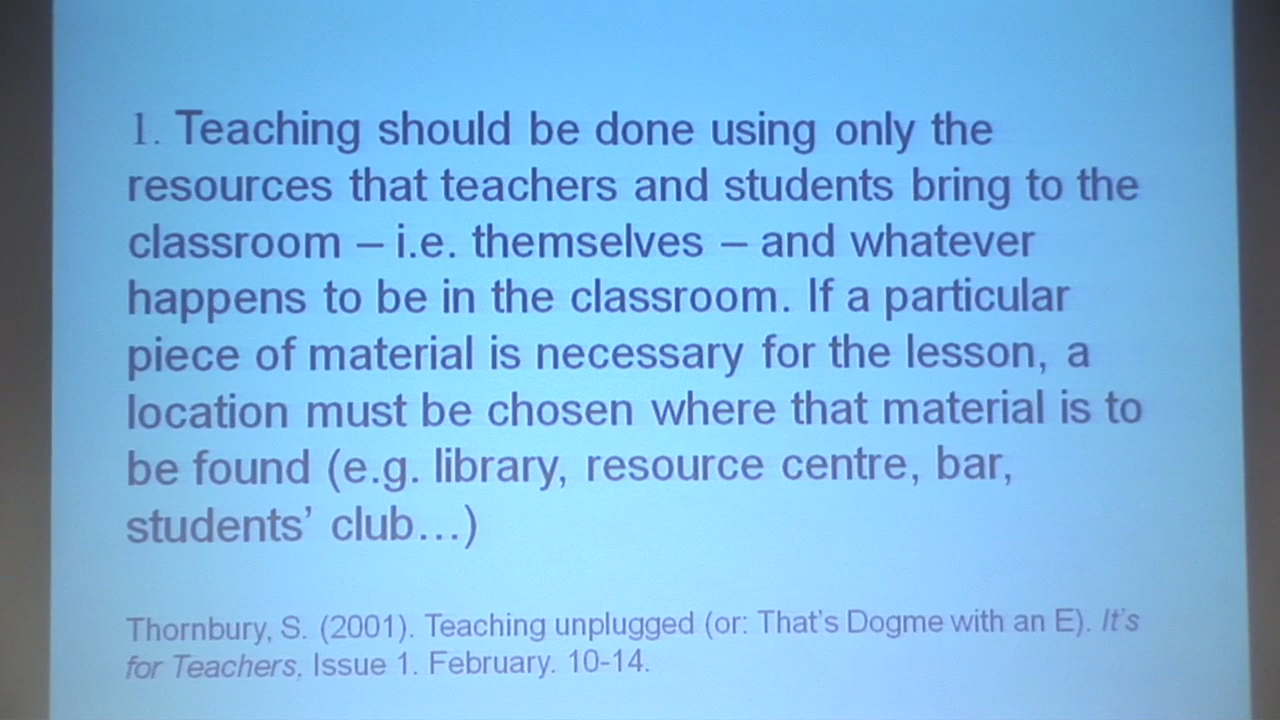 1. Teaching should be done using only the
resources that teachers and students bring to the
classroom – i.e. themselves – and whatever
happens to be in the classroom. If a particular
piece of material is necessary for the lesson, a
location must be chosen where that material is to
be found (e.g. library, resource centre, bar,
students’ club…)
Thornbury, S. (2001). Teaching unplugged (or: That’s Dogme with an E). It’s
for Teachers, Issue 1. February. 10-14.